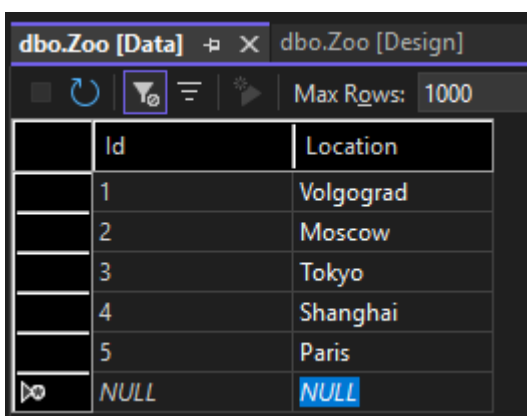 dbo.Zoo [Data] dbo.Zoo [Design]
Max Rows: 1000
Id Location
1 Volgograd
2 Moscow
3 Tokyo
4 Shanghai
5 Paris
NULL NULL